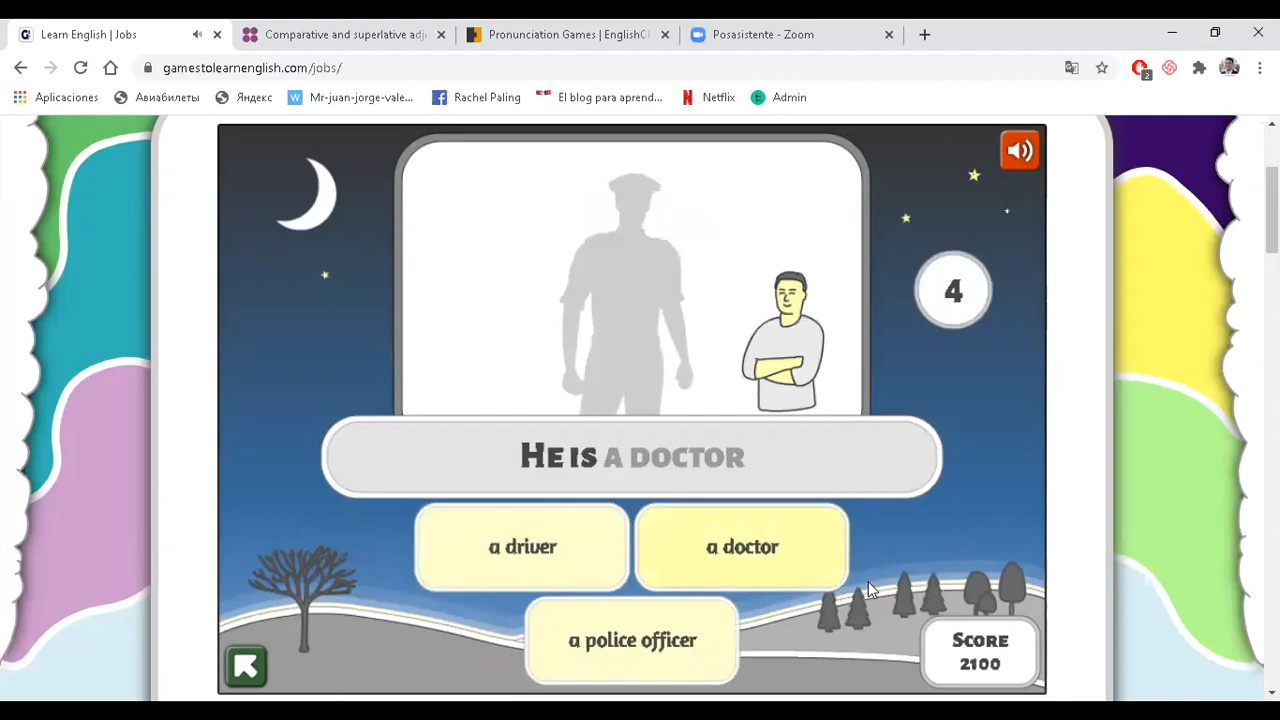 Learn English | Jobs
Comparative and superlative adj
Pronunciation Games | EnglishCl
Posasistente - Zoom
gamestolearnenglish.com/jobs/
2
Aplicaciones
Авиабилеты
Яндекс
Mr-juan-jorge-vale...
Rachel Paling
El blog para aprend...
Netflix
Admin
4
HE IS A DOCTOR
a driver
a doctor
a police officer
SCORE
2100